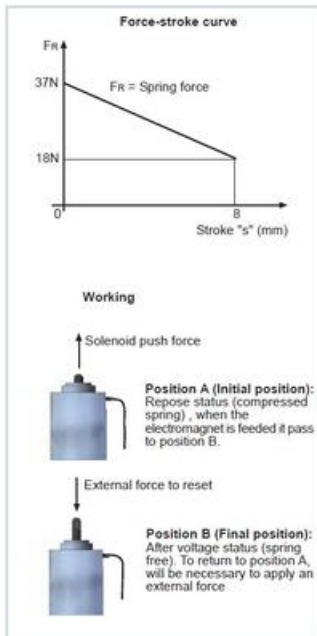 Force-stroke curve
FR
37N
FR = Spring force
18N
0
8
Stroke "s" (mm)
Working
Solenoid push force
Position A (Initial position):
Repose status (compressed
spring) , when the
electromagnet is feeded it pass
to position B.
External force to reset
Position B (Final position):
After voltage status (spring
free). To return to position A,
will be necessary to apply an
external force